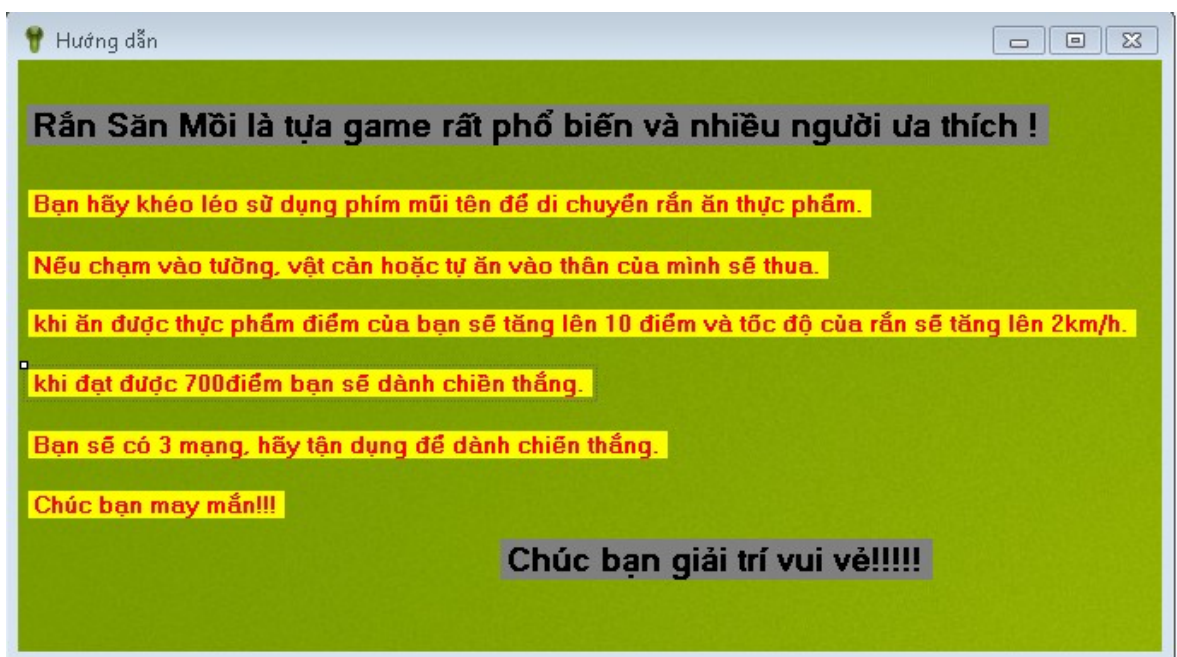 Hướng dẫn
Rắn Săn Mồi là tựa game rất phổ biến và nhiều người ưa thích !
Bạn hãy khéo léo sử dụng phím mũi tên để di chuyển rắn ăn thực phẩm.
Nếu chạm vào tường, vật cản hoặc tự ăn vào thân của mình sẽ thua.
khi ăn được thực phẩm điểm của bạn sẽ tăng lên 10 điểm và tốc độ của rắn sẽ tăng lên 2km/h.
khi đạt được 700điểm bạn sẽ dành chiền thắng.
Bạn sẽ có 3 mạng, hãy tận dụng để dành chiến thắng.
Chúc bạn may mắn!!!
Chúc bạn giải trí vui vẻ!!!!!